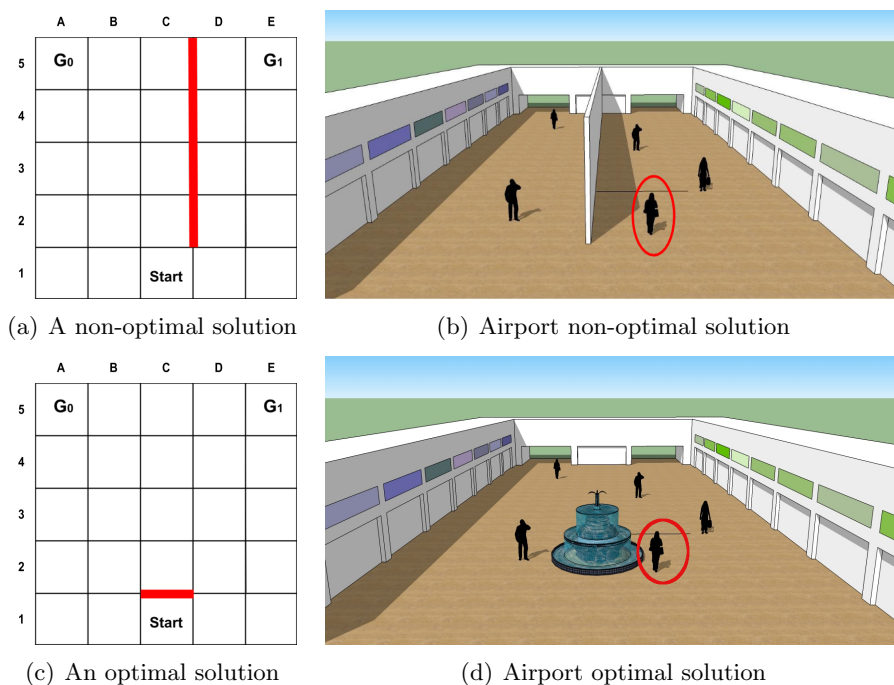 A B C D E
5 G0 G1
4
3
2
1 Start
(a) A non-optimal solution
(b) Airport non-optimal solution
A B C D E
5 G0 G1
4
3
2
1 Start
(c) An optimal solution
(d) Airport optimal solution